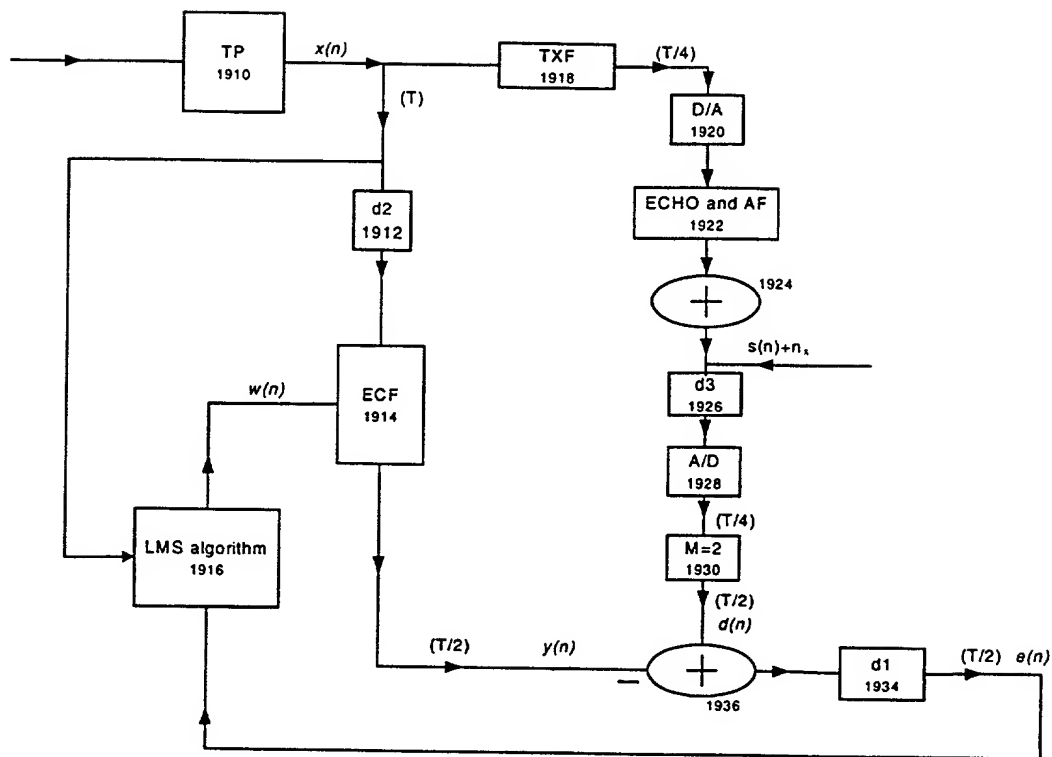 TP
1910
x(n)
TXF
1918
(T/4)
(T)
D/A
1920
d2
1912
ECHO and AF
1922
1924
+
s(n)+nx
w(n)
ECF
1914
d3
1926
A/D
1928
(T/4)
LMS algorithm
1916
M=2
1930
(T/2)
d(n)
(T/2)
y(n)
+
−
1936
d1
1934
(T/2)
e(n)